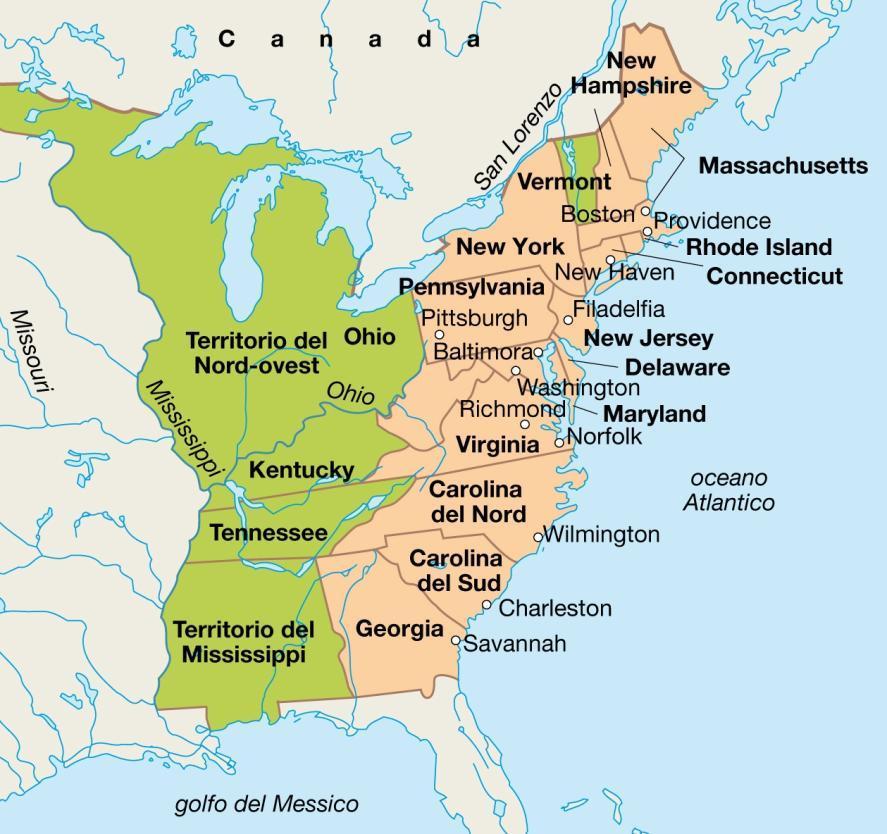 Canada
New
Hampshire
San Lorenzo
Massachusetts
Vermont
Boston
Providence
New York
Rhode Island
New Haven
Connecticut
Pennsylvania
Pittsburgh
Filadelfia
Missouri
Territorio del
Nord-ovest
Ohio
New Jersey
Baltimora
Delaware
Washington
Mississippi
Ohio
Richmond
Maryland
Virginia
Norfolk
Kentucky
oceano
Atlantico
Carolina
del Nord
Tennessee
Wilmington
Carolina
del Sud
Charleston
Territorio del
Mississippi
Georgia
Savannah
golfo del Messico